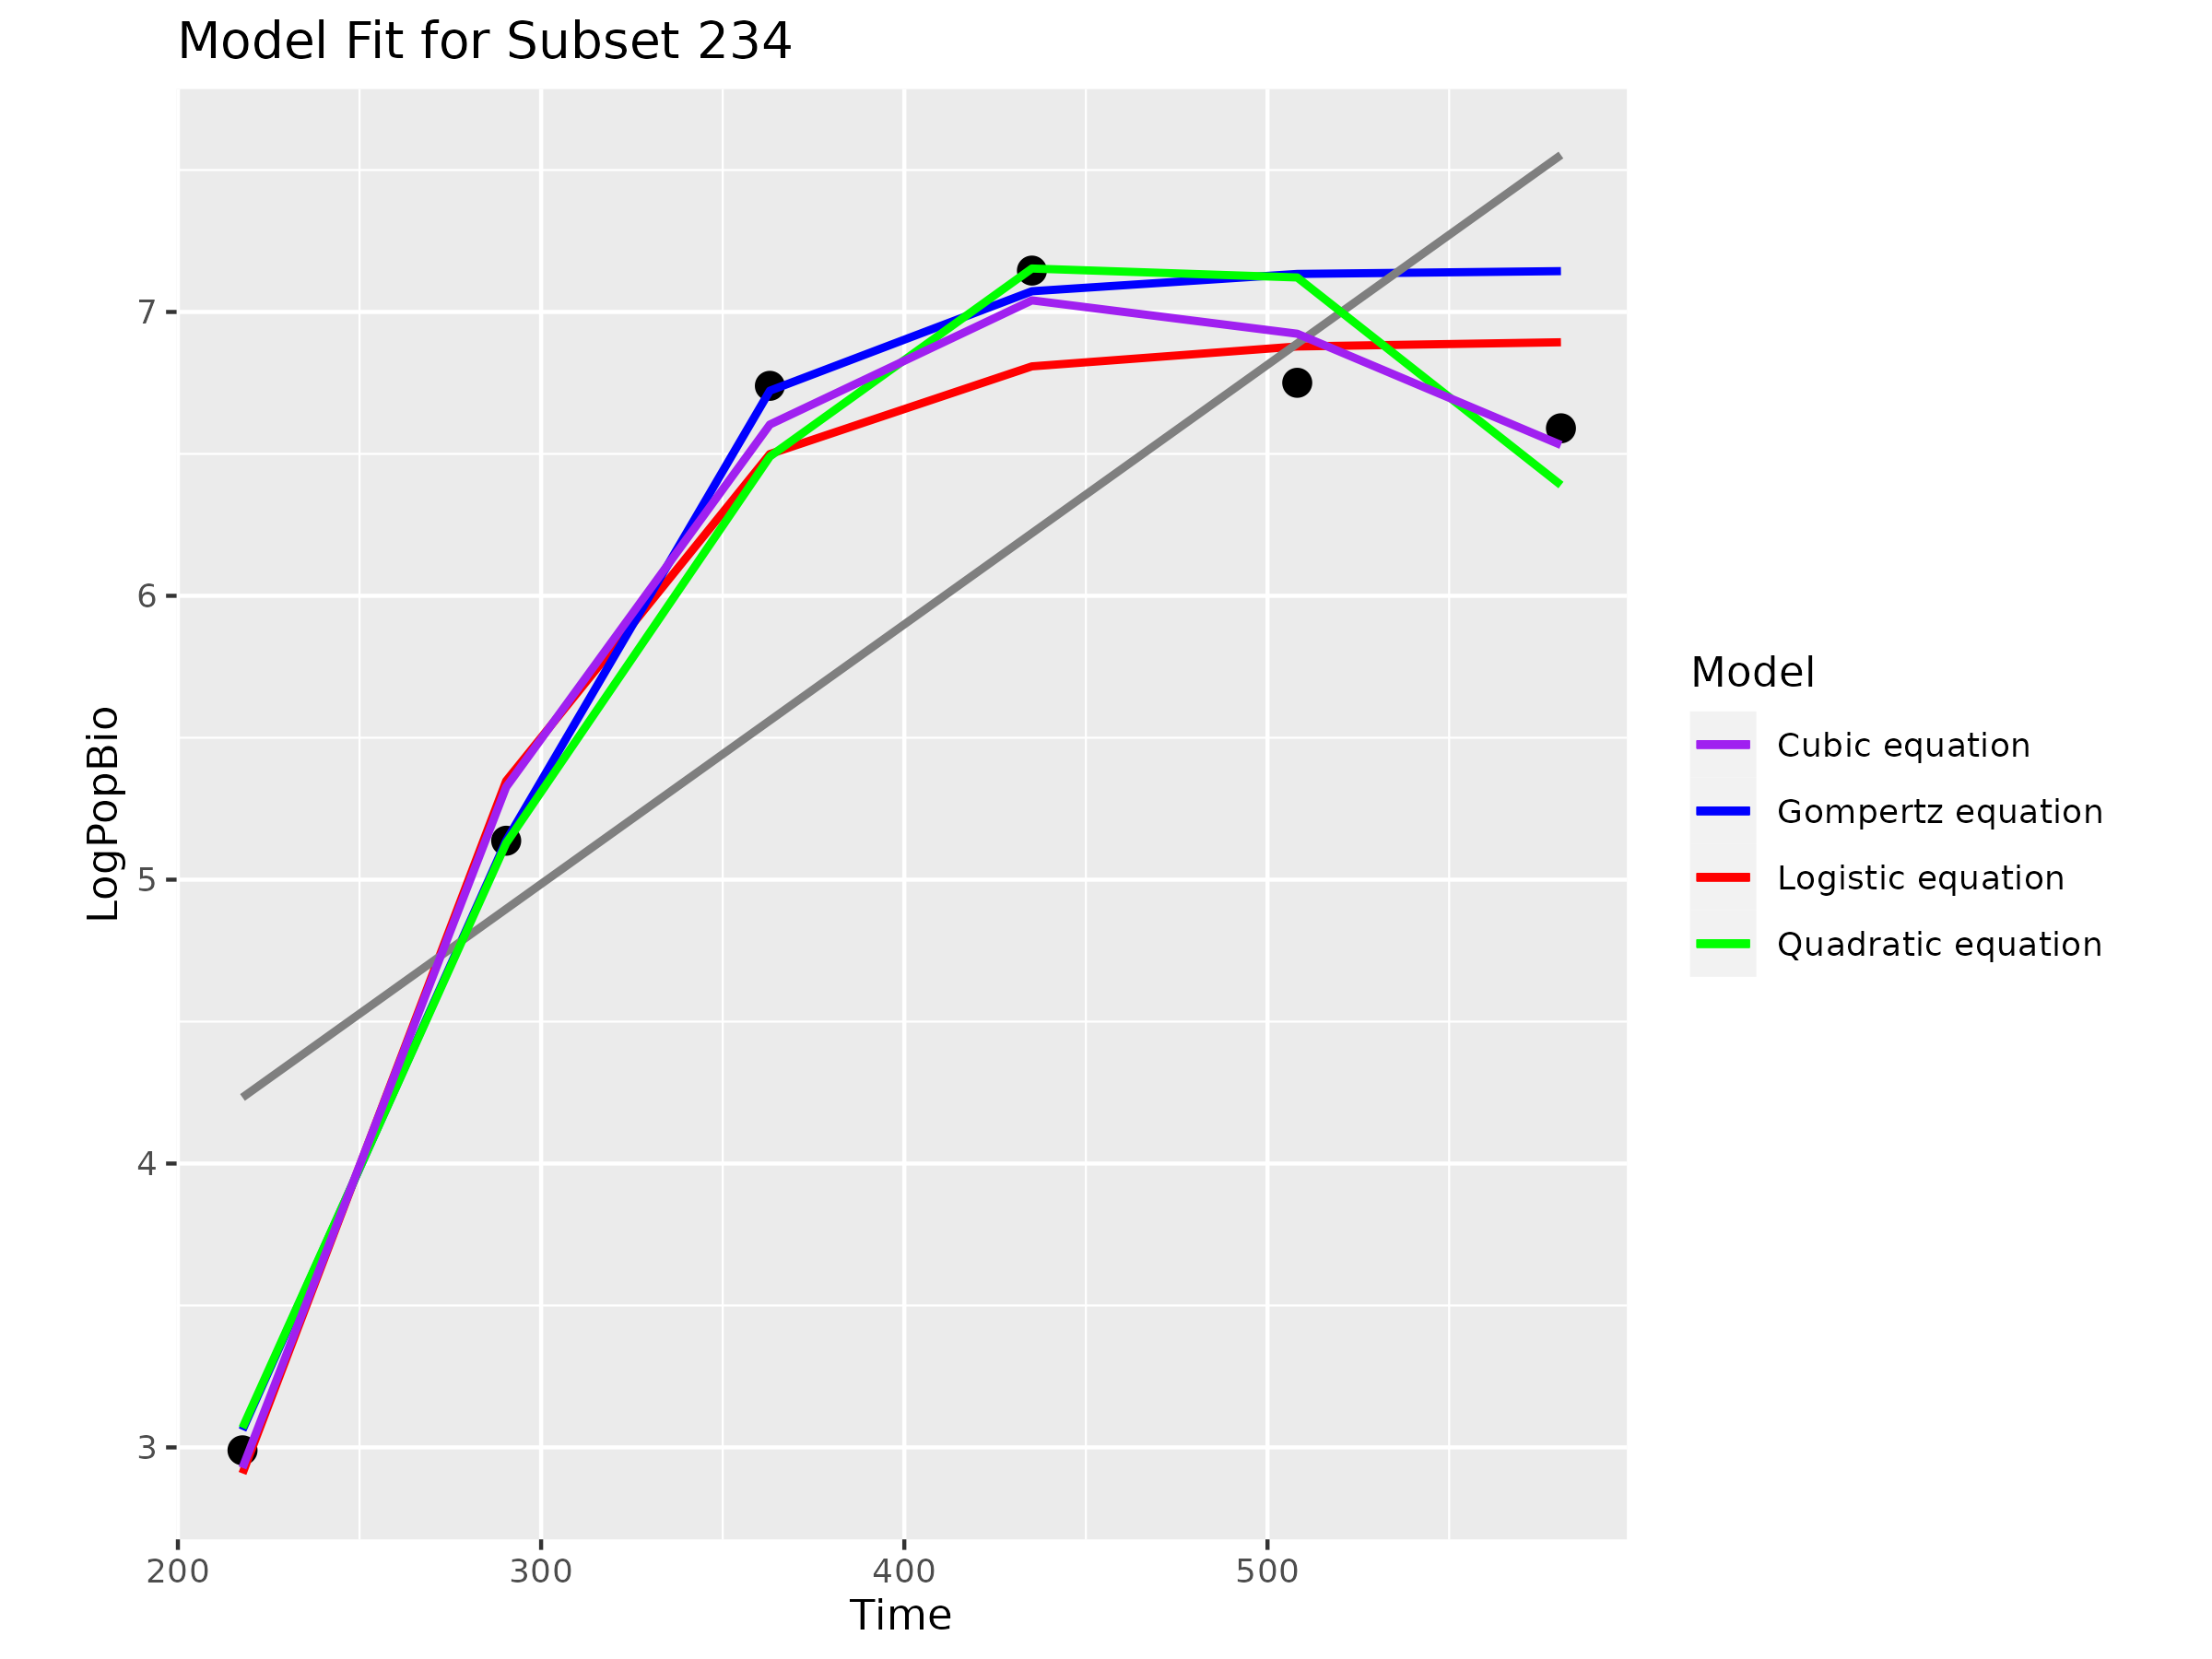 Model Fit for Subset 234
LogPopBio
7
6
5
4
3
200
300
400
500
Time
Model
Cubic equation
Gompertz equation
Logistic equation
Quadratic equation